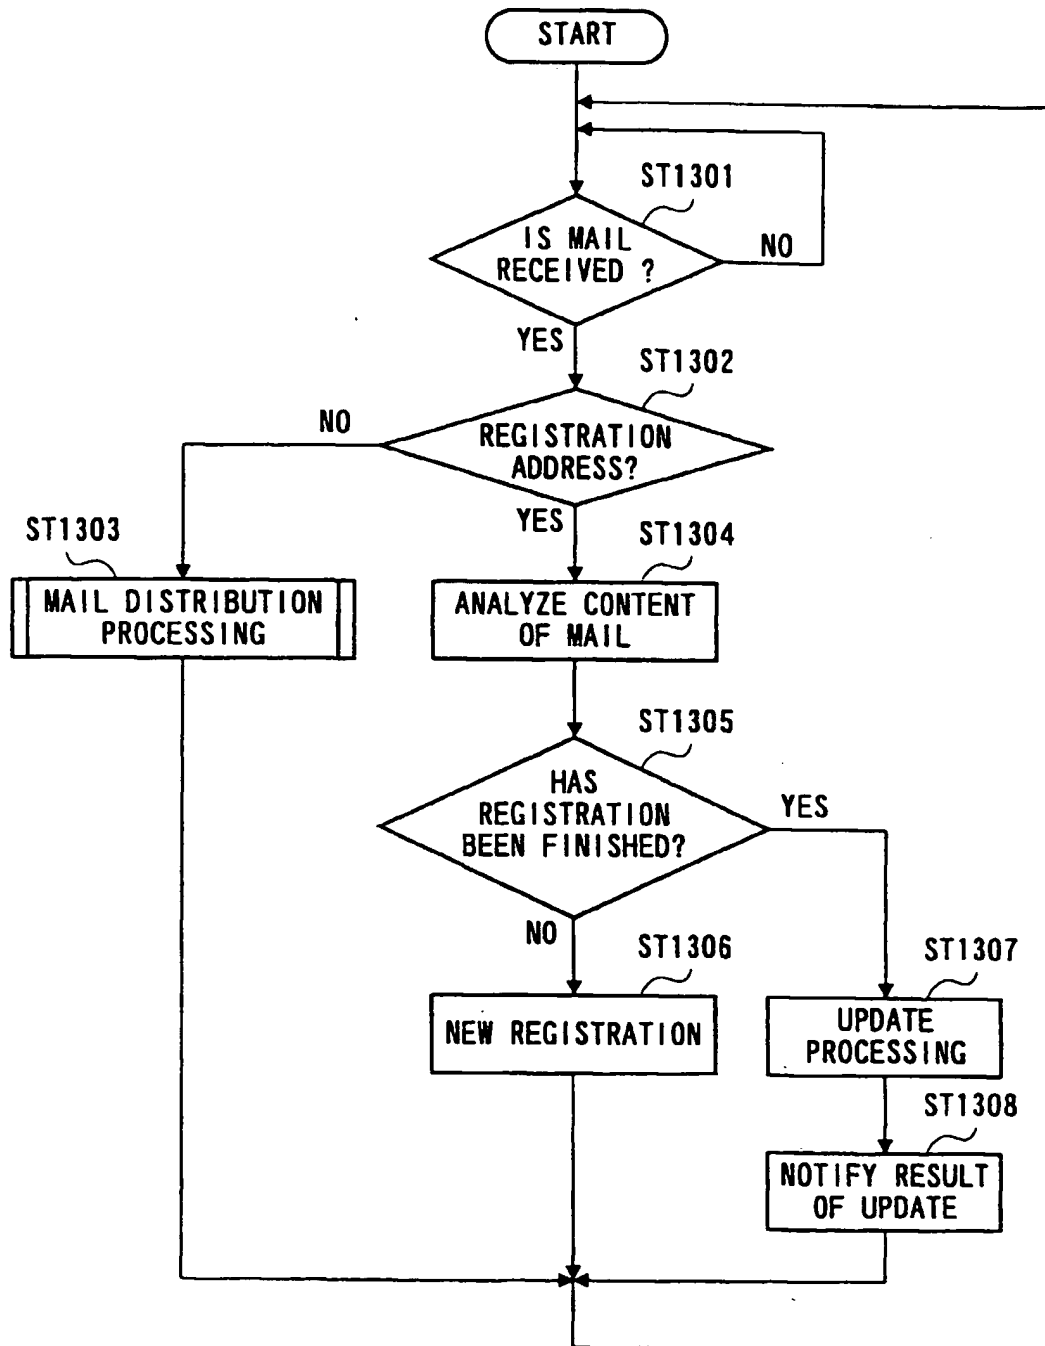 START
ST1301
IS MAIL
RECEIVED ?
NO
YES
ST1302
NO
REGISTRATION
ADDRESS?
YES
ST1303
ST1304
MAIL DISTRIBUTION
PROCESSING
ANALYZE CONTENT
OF MAIL
ST1305
HAS
REGISTRATION
BEEN FINISHED?
YES
NO
ST1306
ST1307
NEW REGISTRATION
UPDATE
PROCESSING
ST1308
NOTIFY RESULT
OF UPDATE